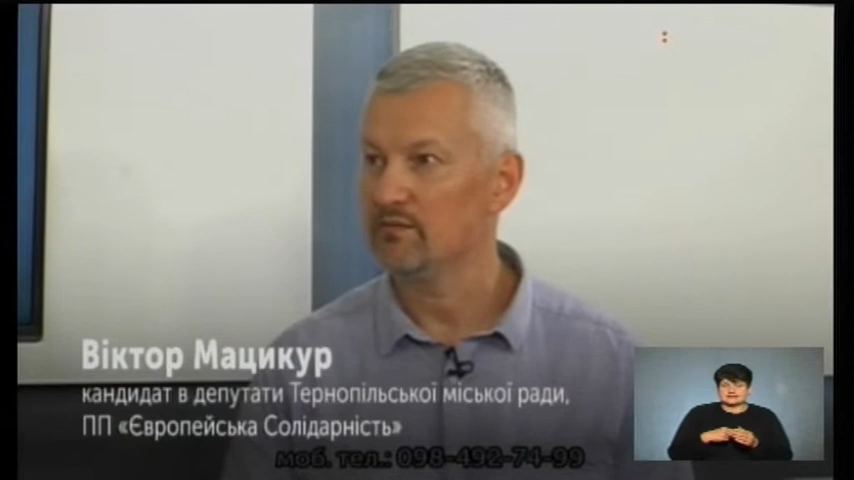 Віктор Мацикур
кандидат в депутати Тернопільської міської ради,
ПП «Європейська Солідарність»
моб. тел.: 098-492-74-99